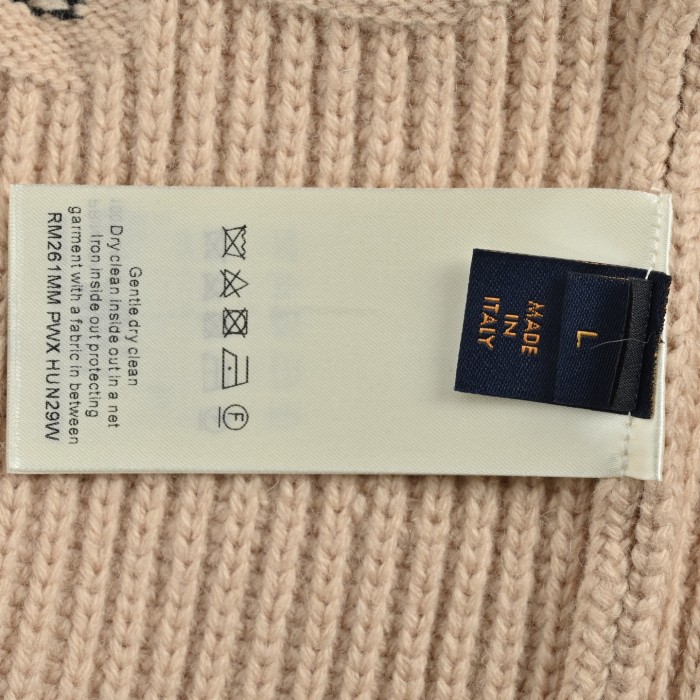 L
MADE
IN
ITALY
F
Gentle dry clean
Dry clean inside out in a net
Iron inside out protecting
garment with a fabric in between
RM261MM PWX HUN29W